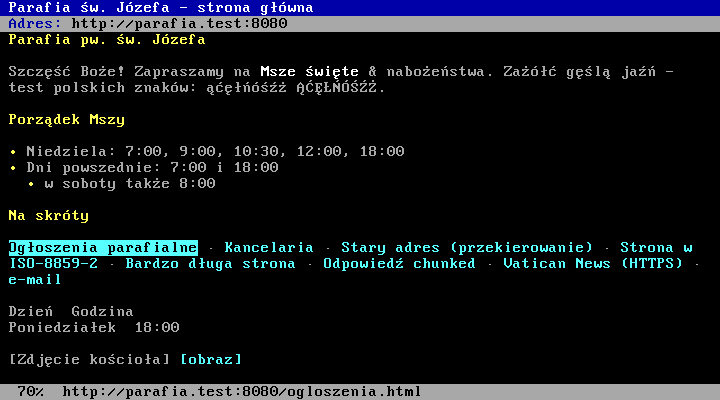 Parafia św. Józefa - strona główna
Adres: http://parafia.test:8080
Parafia pw. św. Józefa
Szczęść Boże! Zapraszamy na Msze święte & nabożeństwa. Zażółć gęślą jaźń -
test polskich znaków: ąćęłńóśźż ĄĆĘŁŃÓŚŹŻ.
Porządek Mszy
• Niedziela: 7:00, 9:00, 10:30, 12:00, 18:00
• Dni powszednie: 7:00 i 18:00
• w soboty także 8:00
Na skróty
Ogłoszenia parafialne · Kancelaria · Stary adres (przekierowanie) · Strona w
ISO-8859-2 · Bardzo długa strona · Odpowiedź chunked · Vatican News (HTTPS) ·
e-mail
Dzień  Godzina
Poniedziałek  18:00
[Zdjęcie kościoła] [obraz]
70%  http://parafia.test:8080/ogloszenia.html